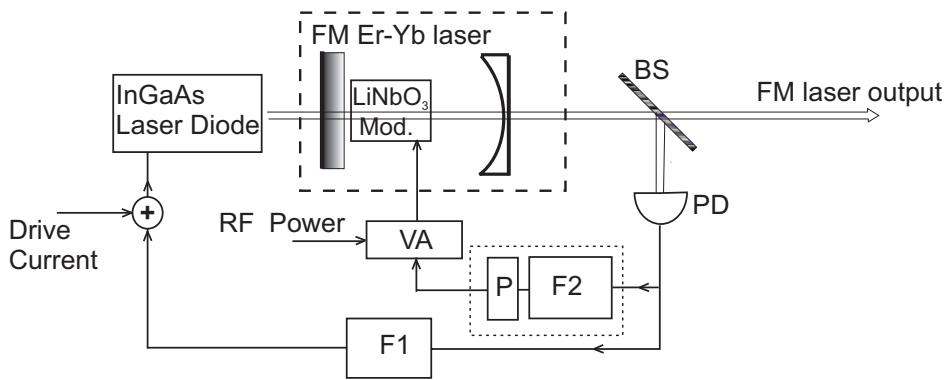 FM Er-Yb laser
BS
InGaAs
Laser Diode
LiNbO₃
Mod.
FM laser output
PD
+
Drive
Current
RF Power
VA
P
F2
F1